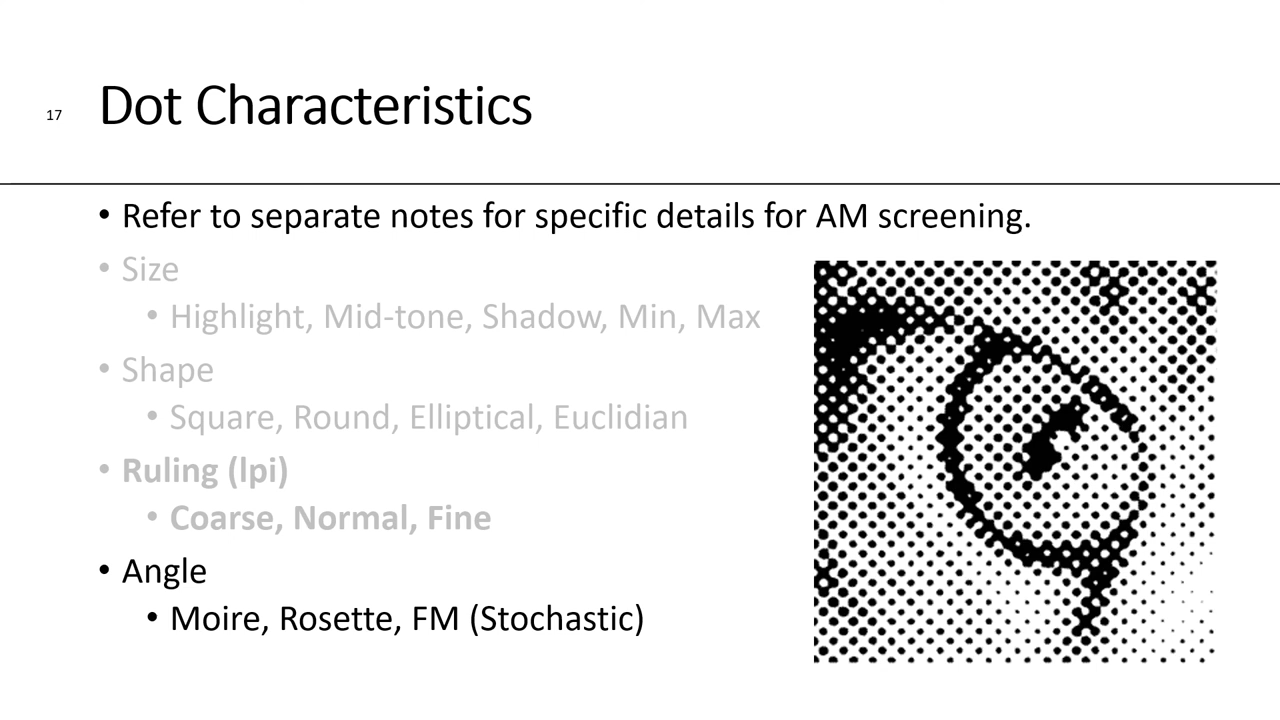 17
Dot Characteristics
• Refer to separate notes for specific details for AM screening.
• Size
• Highlight, Mid-tone, Shadow, Min, Max
• Shape
• Square, Round, Elliptical, Euclidian
• Ruling (lpi)
• Coarse, Normal, Fine
• Angle
• Moire, Rosette, FM (Stochastic)